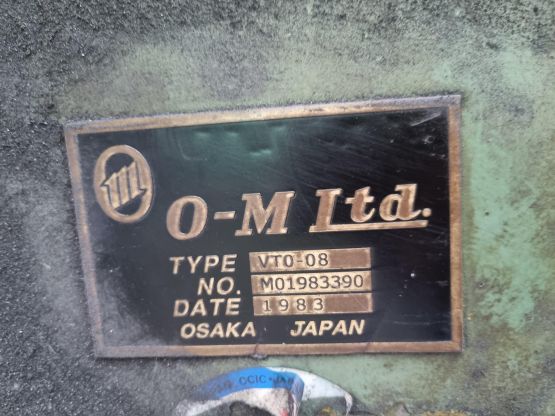 O-M Ltd.
TYPE VTO-08
NO. M01983390
DATE 1983
OSAKA JAPAN